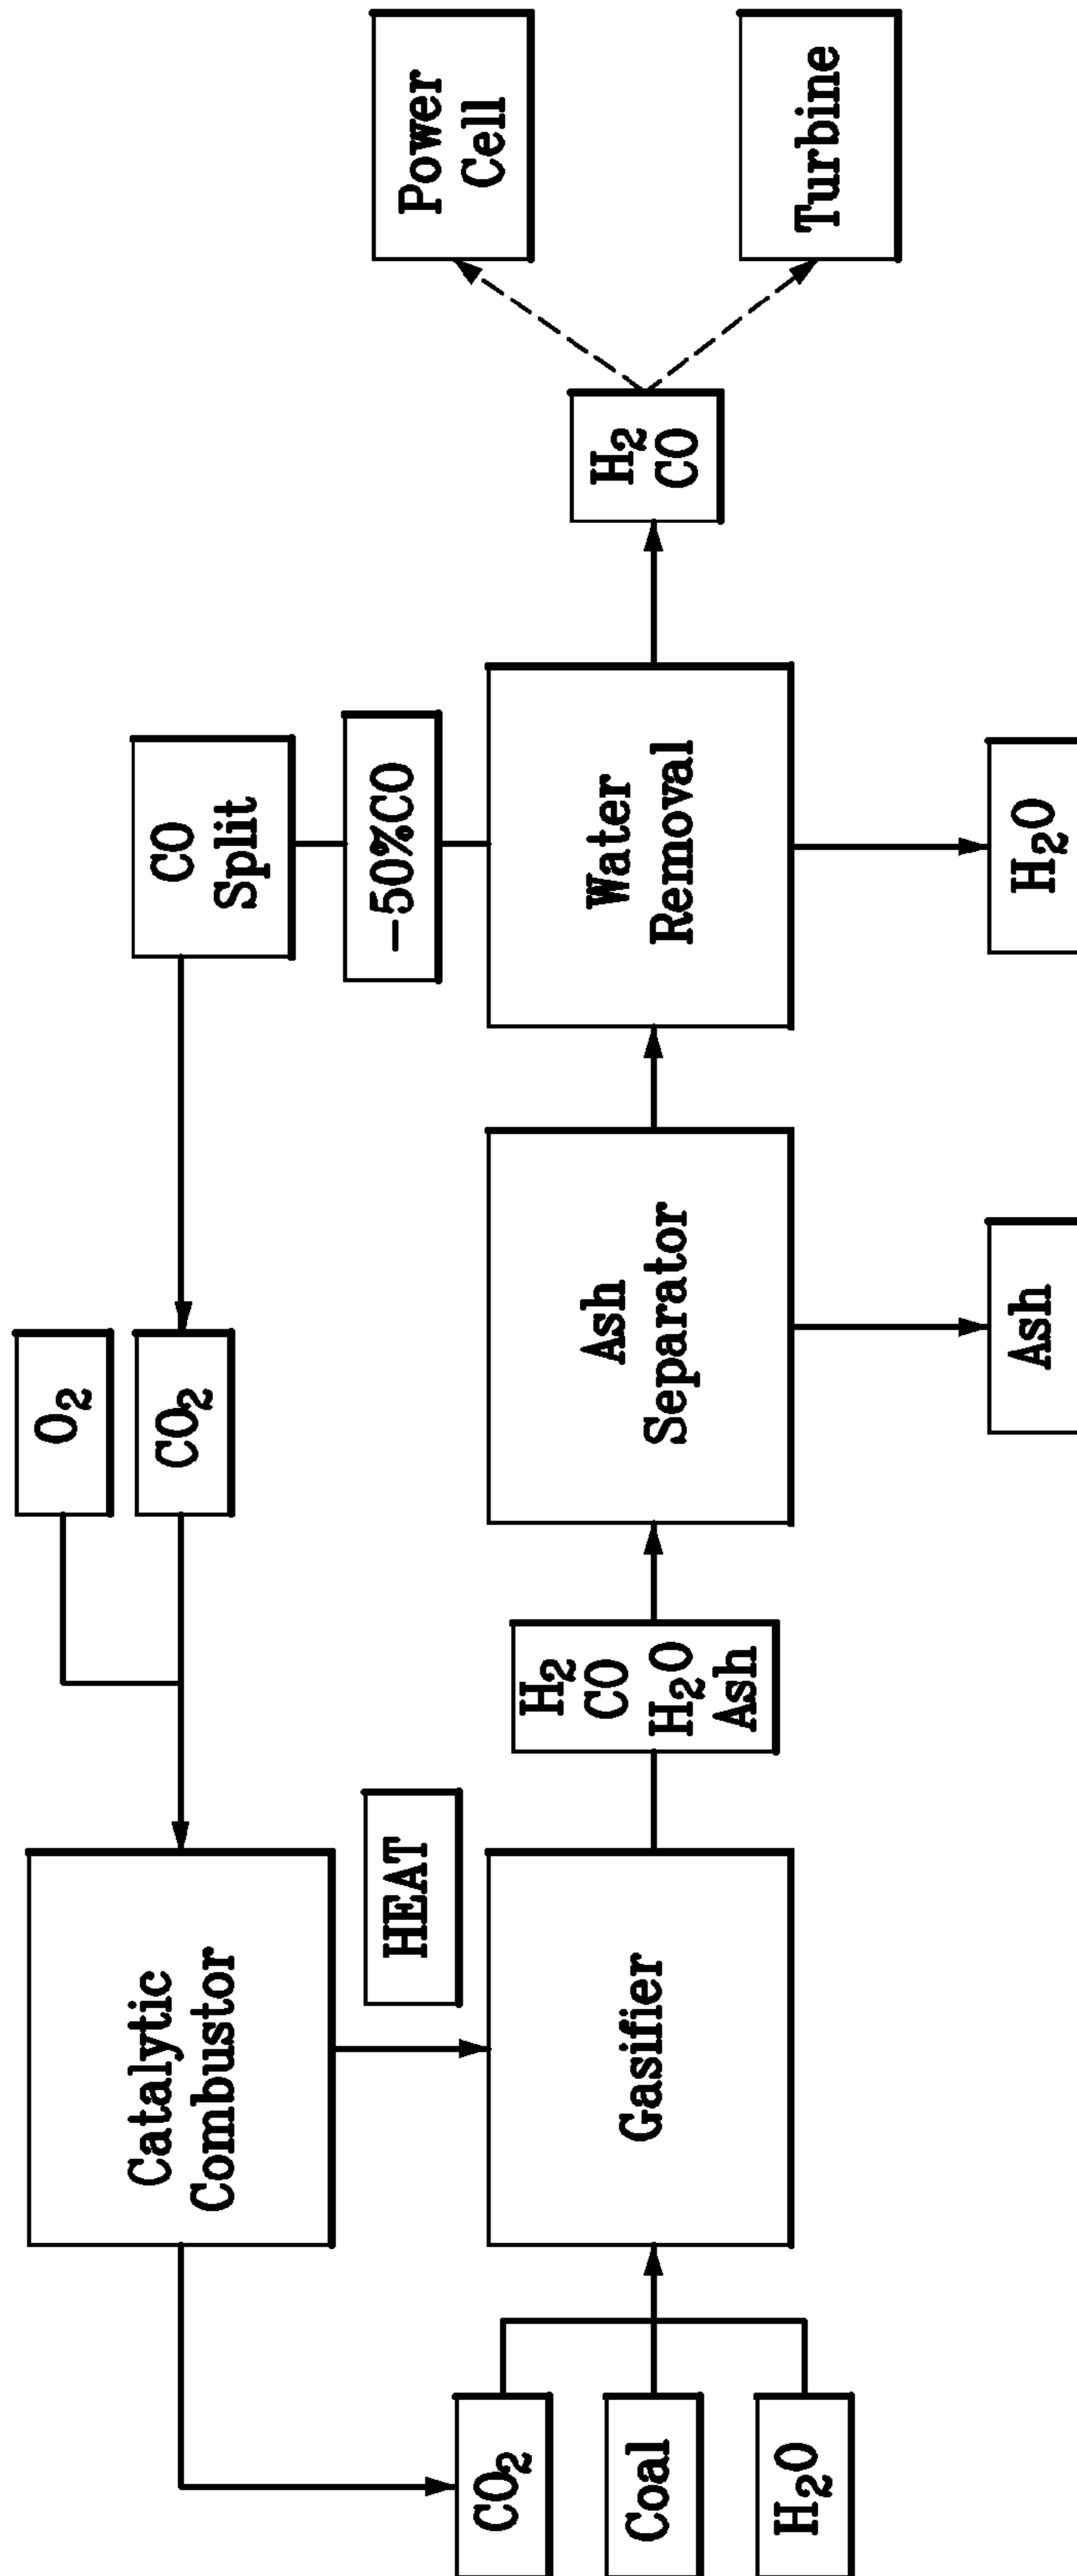 O₂
CO₂
CO
Split
Catalytic
Combustor
HEAT
-50%CO
Power
Cell
CO₂
Coal
H₂O
Gasifier
H₂
CO
H₂O
Ash
Ash
Separator
Water
Removal
H₂
CO
Turbine
Ash
H₂O